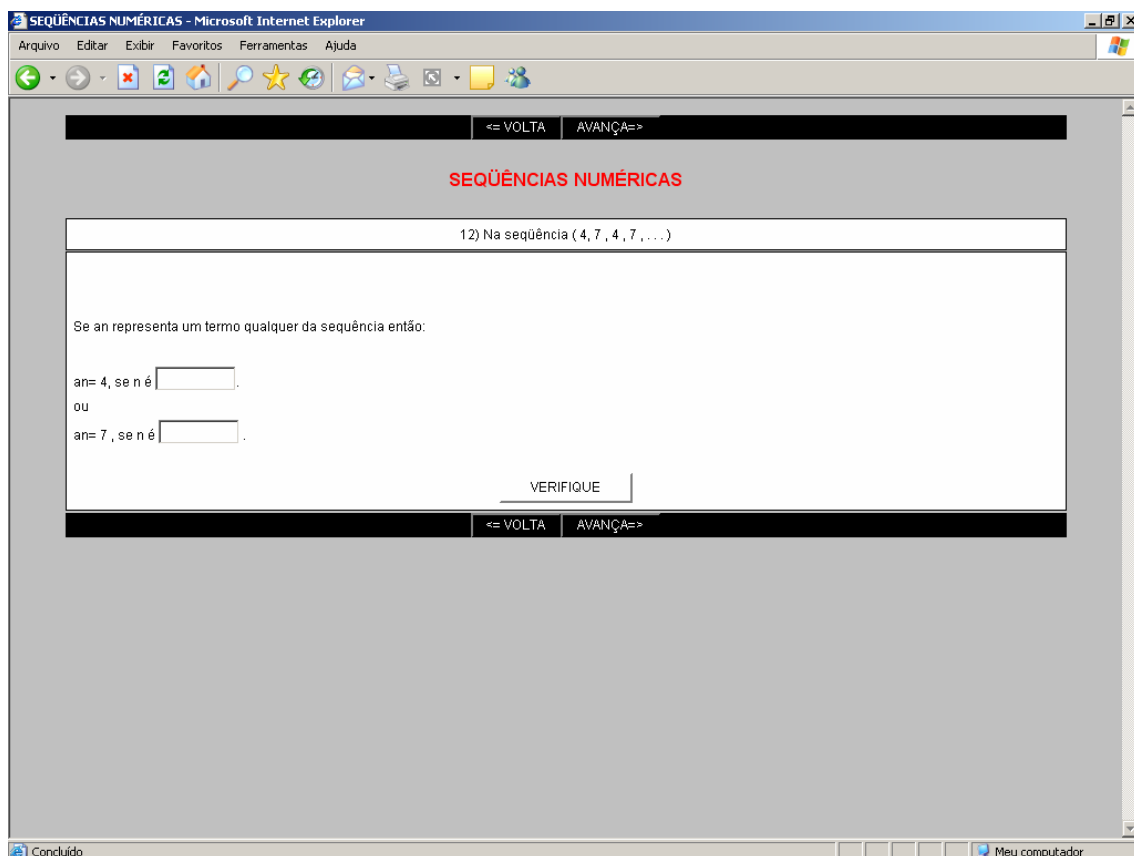 SEQÜÊNCIAS NUMÉRICAS - Microsoft Internet Explorer
Arquivo Editar Exibir Favoritos Ferramentas Ajuda
<= VOLTA AVANÇA=>
SEQÜÊNCIAS NUMÉRICAS
12) Na seqüência ( 4, 7 , 4 , 7 , . . . )
Se an representa um termo qualquer da sequência então:
an= 4, se n é .
ou
an= 7 , se n é .
VERIFIQUE
<= VOLTA AVANÇA=>
Concluído Meu computador